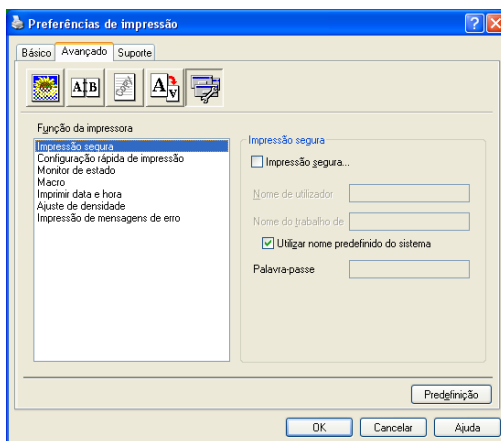 Preferências de impressão
Básico Avançado Suporte
A B
A
Função da impressora
Impressão segura
Configuração rápida de impressão
Monitor de estado
Macro
Imprimir data e hora
Ajuste de densidade
Impressão de mensagens de erro
Impressão segura
Impressão segura...
Nome de utilizador
Nome do trabalho de
Utilizar nome predefinido do sistema
Palavra-passe
Predefinição
OK Cancelar Ajuda